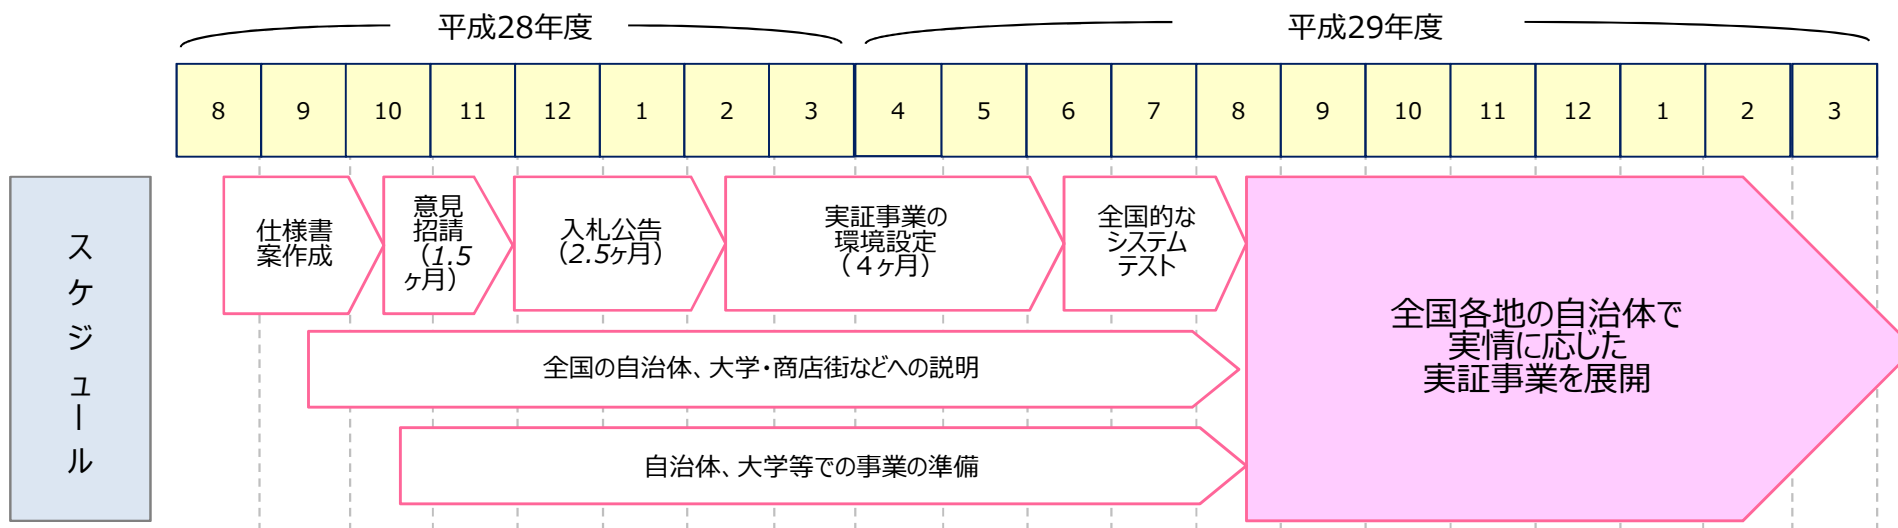 平成28年度
平成29年度
8 9 10 11 12 1 2 3 4 5 6 7 8 9 10 11 12 1 2 3
スケジュール
仕様書
案作成
意見
招請
（1.5
ヶ月）
入札公告
（2.5ヶ月）
実証事業の
環境設定
（４ヶ月）
全国的な
システム
テスト
全国の自治体、大学・商店街などへの説明
自治体、大学等での事業の準備
全国各地の自治体で
実情に応じた
実証事業を展開